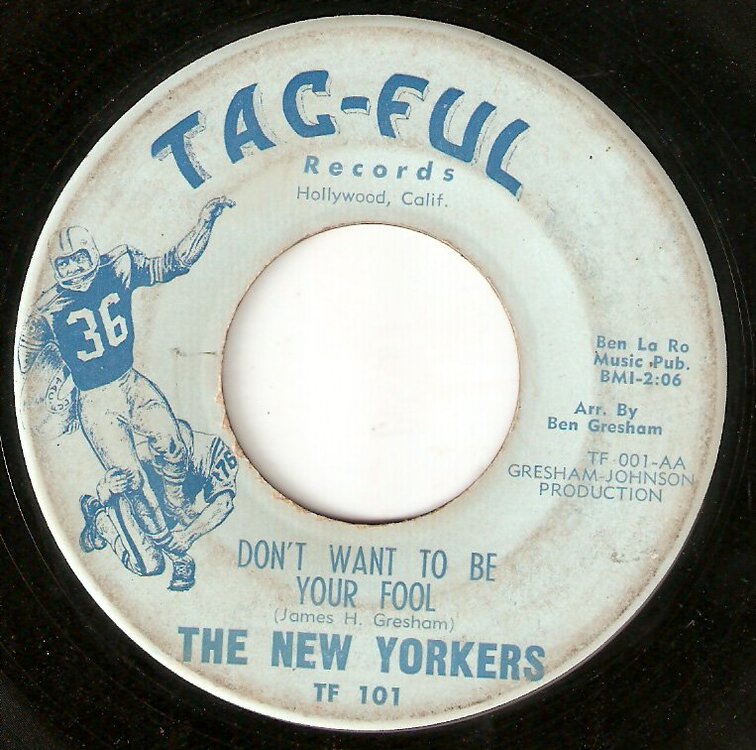 TAC-FUL
Records
Hollywood, Calif.
36
76
Ben La Ro
Music Pub.
BMI-2:06
Arr. By
Ben Gresham
TF 001-AA
GRESHAM-JOHNSON
PRODUCTION
DON'T WANT TO BE
YOUR FOOL
(James H. Gresham)
THE NEW YORKERS
TF 101